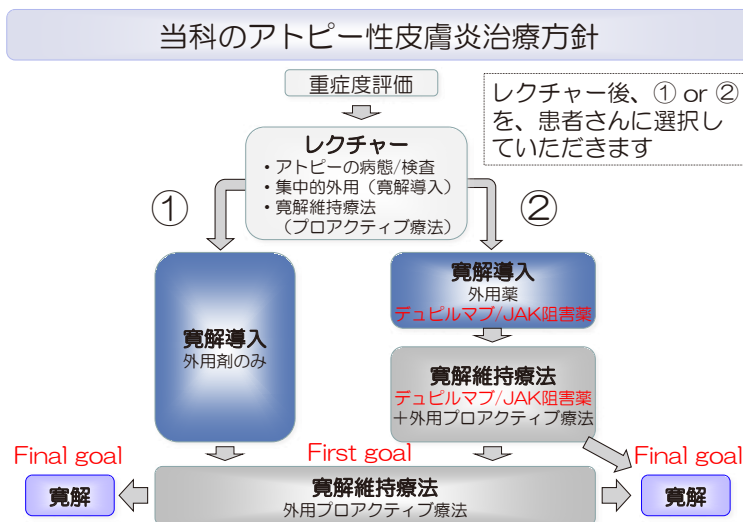 当科のアトピー性皮膚炎治療方針
重症度評価
レクチャー後、① or ②
を、患者さんに選択し
ていただきます
レクチャー
・アトピーの病態/検査
・集中的外用（寛解導入）
・寛解維持療法
（プロアクティブ療法）
①
②
寛解導入
外用剤のみ
寛解導入
外用薬
デュピルマブ/JAK阻害薬
寛解維持療法
デュピルマブ/JAK阻害薬
＋外用プロアクティブ療法
Final goal
First goal
Final goal
寛解
寛解維持療法
外用プロアクティブ療法
寛解